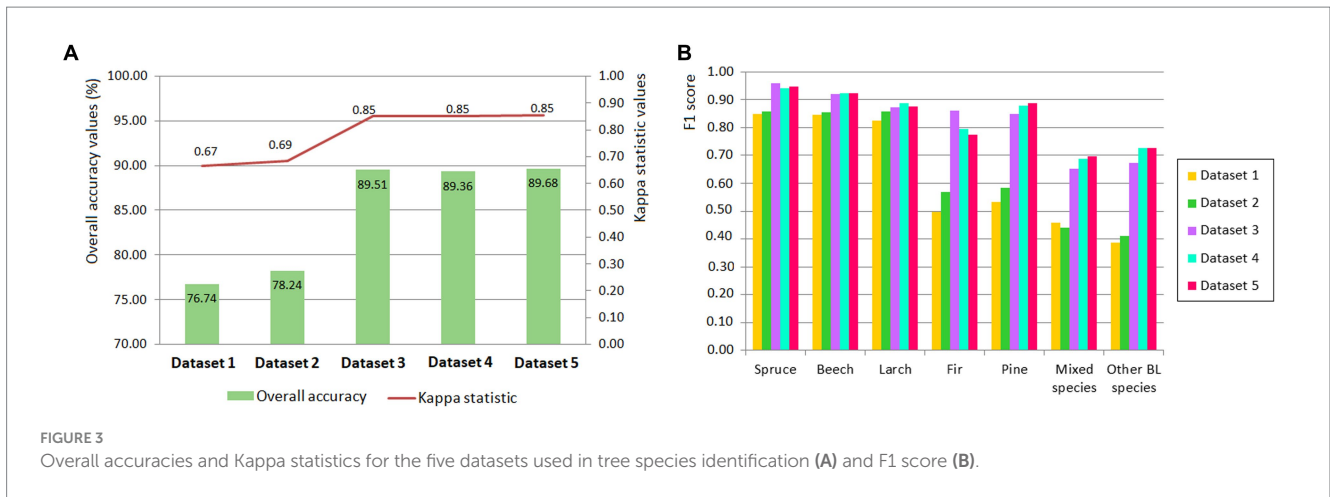 A
Overall accuracy values (%)
100.00
95.00
90.00
85.00
80.00
75.00
70.00
0.67
0.69
0.85
0.85
0.85
76.74
78.24
89.51
89.36
89.68
1.00
0.90
0.80
0.70
0.60
0.50
0.40
0.30
0.20
0.10
0.00
Kappa statistic values
Dataset 1 Dataset 2 Dataset 3 Dataset 4 Dataset 5
Overall accuracy Kappa statistic
B
F1 score
1.00
0.90
0.80
0.70
0.60
0.50
0.40
0.30
0.20
0.10
0.00
Spruce Beech Larch Fir Pine Mixed Other BL
species species
Dataset 1
Dataset 2
Dataset 3
Dataset 4
Dataset 5
FIGURE 3
Overall accuracies and Kappa statistics for the five datasets used in tree species identification (A) and F1 score (B).